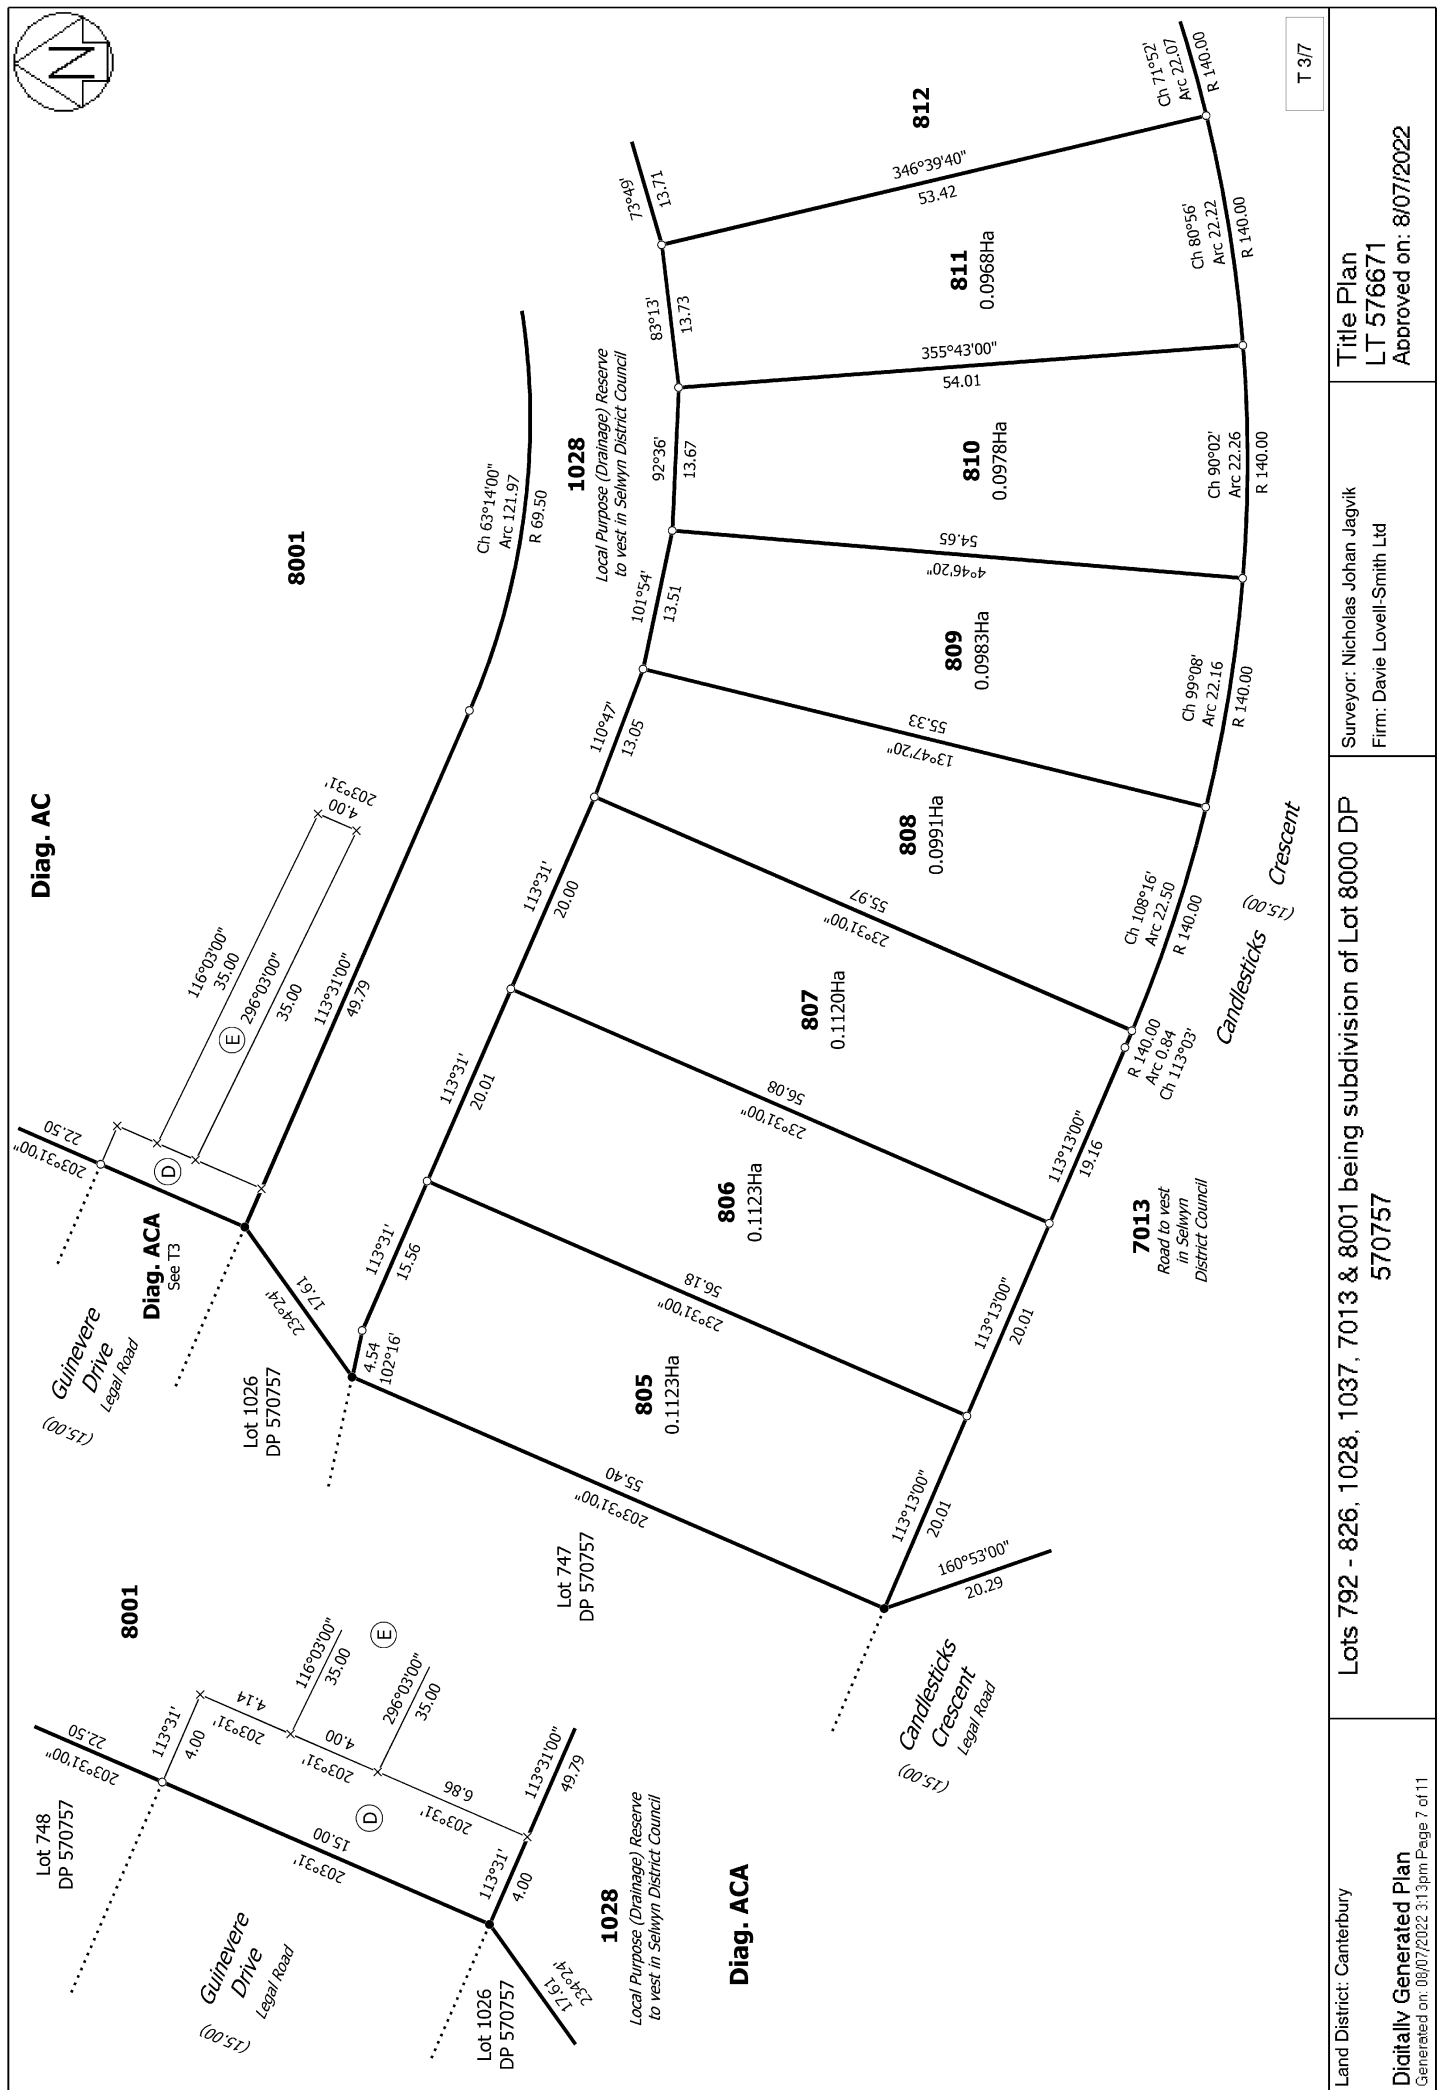 N
Diag. AC
8001
116°03'00"
35.00
E
296°03'00"
35.00
4.00
203°31'
203°31'00"
22.50
D
113°31'00"
49.79
Ch 63°14'00"
Arc 121.97
R 69.50
1028
Local Purpose (Drainage) Reserve
to vest in Selwyn District Council
Guinevere
Drive
Legal Road
(15.00)
Diag. ACA
See T3
17.61
234°24'
Lot 1026
DP 570757
4.54
102°16'
113°31'
15.56
113°31'
20.01
113°31'
20.00
110°47'
13.05
101°54'
13.51
92°36'
13.67
83°13'
13.73
73°49'
13.71
55.40
203°31'00"
805
0.1123Ha
56.18
23°31'00"
806
0.1123Ha
56.08
23°31'00"
807
0.1120Ha
55.97
23°31'00"
808
0.0991Ha
55.33
13°47'20"
809
0.0983Ha
54.65
4°46'20"
810
0.0978Ha
355°43'00"
54.01
811
0.0968Ha
346°39'40"
53.42
812
113°13'00"
20.01
113°13'00"
20.01
113°13'00"
19.16
R 140.00
Arc 0.84
Ch 113°03'
Ch 108°16'
Arc 22.50
R 140.00
Ch 99°08'
Arc 22.16
R 140.00
Ch 90°02'
Arc 22.26
R 140.00
Ch 80°56'
Arc 22.22
R 140.00
Ch 71°52'
Arc 22.07
R 140.00
Candlesticks Crescent
(15.00)
7013
Road to vest
in Selwyn
District Council
160°53'00"
20.29
Lot 747
DP 570757
Candlesticks
Crescent
Legal Road
(15.00)
Lot 748
DP 570757
8001
203°31'00"
22.50
113°31'
4.00
4.14
203°31'
116°03'00"
35.00
E
4.00
203°31'
296°03'00"
35.00
6.86
203°31'
D
15.00
203°31'
113°31'
4.00
113°31'00"
49.79
Guinevere
Drive
Legal Road
(15.00)
Lot 1026
DP 570757
17.61
234°24'
1028
Local Purpose (Drainage) Reserve
to vest in Selwyn District Council
Diag. ACA
T 3/7
Land District: Canterbury
Digitally Generated Plan
Generated on: 08/07/2022 3:13pm Page 7 of 11
Lots 792 - 826, 1028, 1037, 7013 & 8001 being subdivision of Lot 8000 DP
570757
Surveyor: Nicholas Johan Jagvik
Firm: Davie Lovell-Smith Ltd
Title Plan
LT 576671
Approved on: 8/07/2022